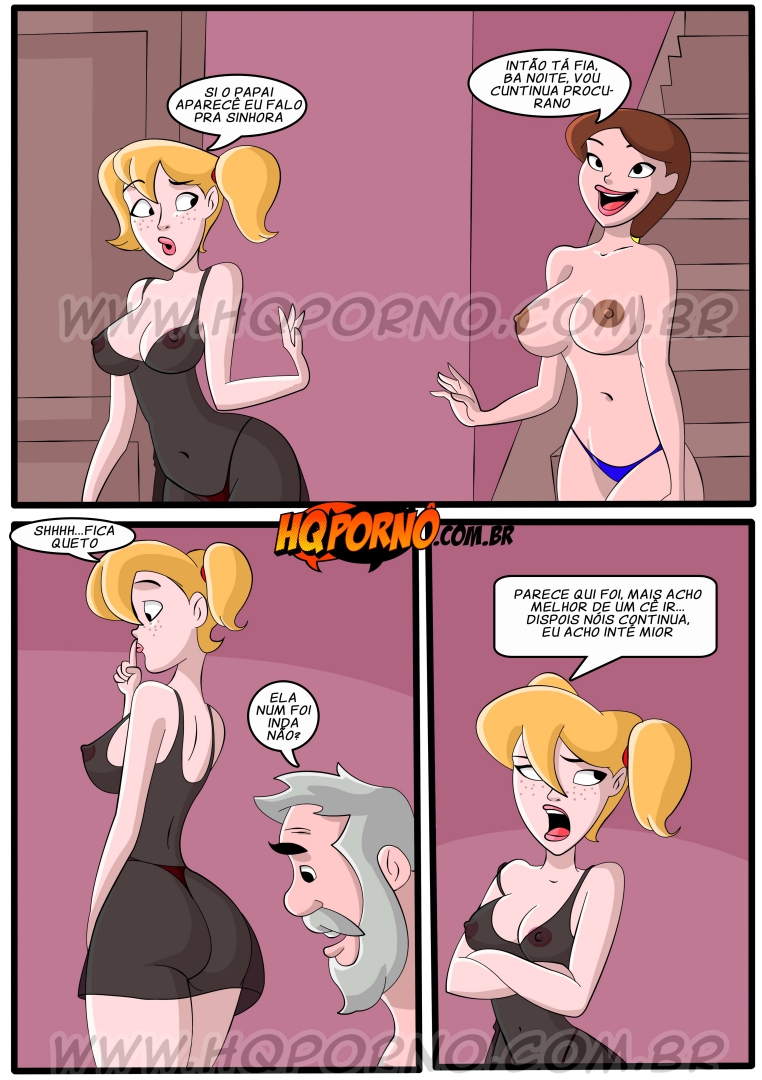 SI O PAPAI
APARECÊ EU FALO
PRA SINHORA
INTÃO TÁ FIA,
BA NOITE, VOU
CUNTINUA PROCU-
RANO
WWW.HQPORNO.COM.BR
HQPORNÔ.COM.BR
SHHHH...FICA
QUETO
ELA
NUM FOI
INDA
NÃO?
PARECE QUI FOI, MAIS ACHO
MELHOR DE UM CÊ IR...
DISPOIS NÓIS CONTINUA,
EU ACHO INTÉ MIOR
WWW.HQPORNO.COM.BR